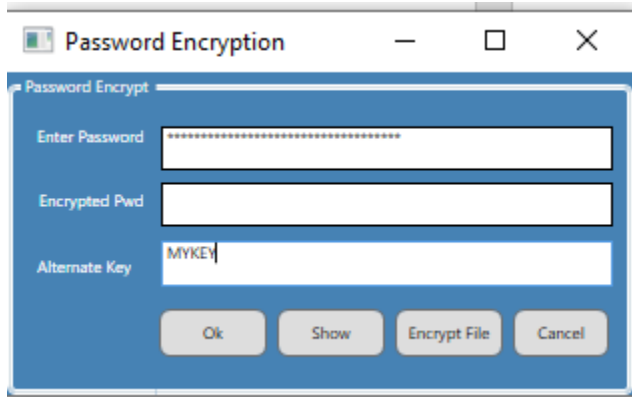 Password Encryption
Password Encrypt
Enter Password ***********************************
Encrypted Pwd
Alternate Key MYKEY
Ok Show Encrypt File Cancel